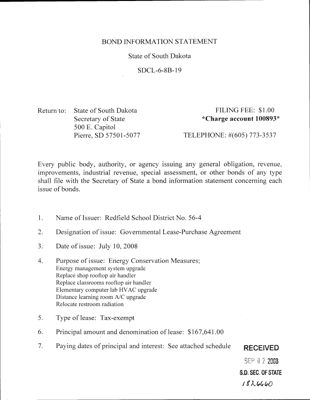 BOND INFORMATION STATEMENT
State of South Dakota
SDCL-6-8B-19
Return to: State of South Dakota
Secretary of State
500 E. Capitol
Pierre, SD 57501-5077
FILING FEE: $1.00
*Charge account 100893*
TELEPHONE: #(605) 773-3537
Every public body, authority, or agency issuing any general obligation, revenue,
improvements, industrial revenue, special assessment, or other bonds of any type
shall file with the Secretary of State a bond information statement concerning each
issue of bonds.
1. Name of Issuer: Redfield School District No. 56-4
2. Designation of issue: Governmental Lease-Purchase Agreement
3. Date of issue: July 10, 2008
4. Purpose of issue: Energy Conservation Measures;
Energy management system upgrade
Replace shop rooftop air handler
Replace classrooms rooftop air handler
Elementary computer lab HVAC upgrade
Distance learning room A/C upgrade
Relocate restroom radiation
5. Type of lease: Tax-exempt
6. Principal amount and denomination of lease: $167,641.00
7. Paying dates of principal and interest: See attached schedule
RECEIVED
SEP
S.D. SEC. OF STATE